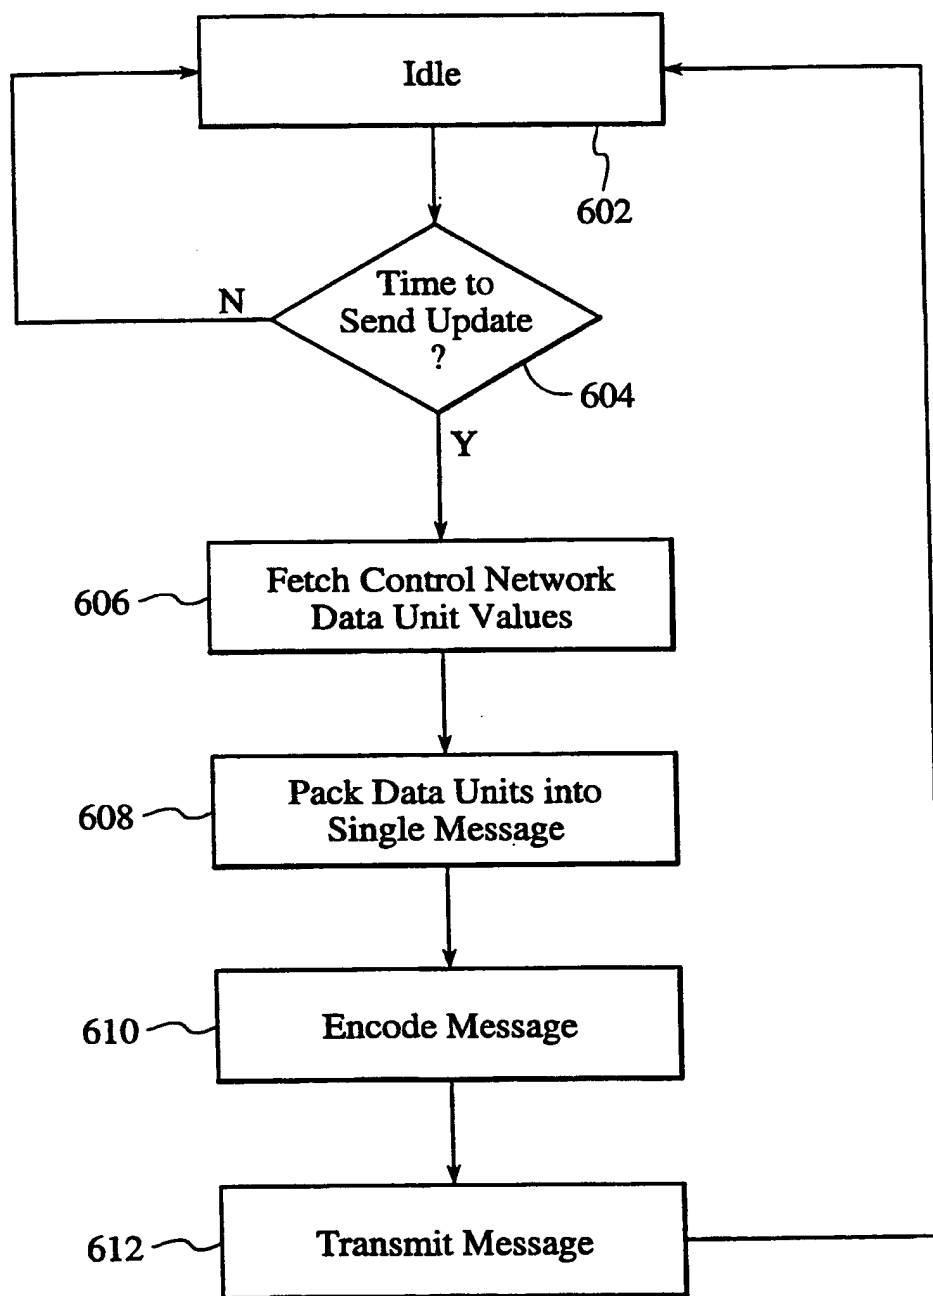 Idle
602
Time to
Send Update
?
N
604
Y
Fetch Control Network
Data Unit Values
606
Pack Data Units into
Single Message
608
Encode Message
610
Transmit Message
612